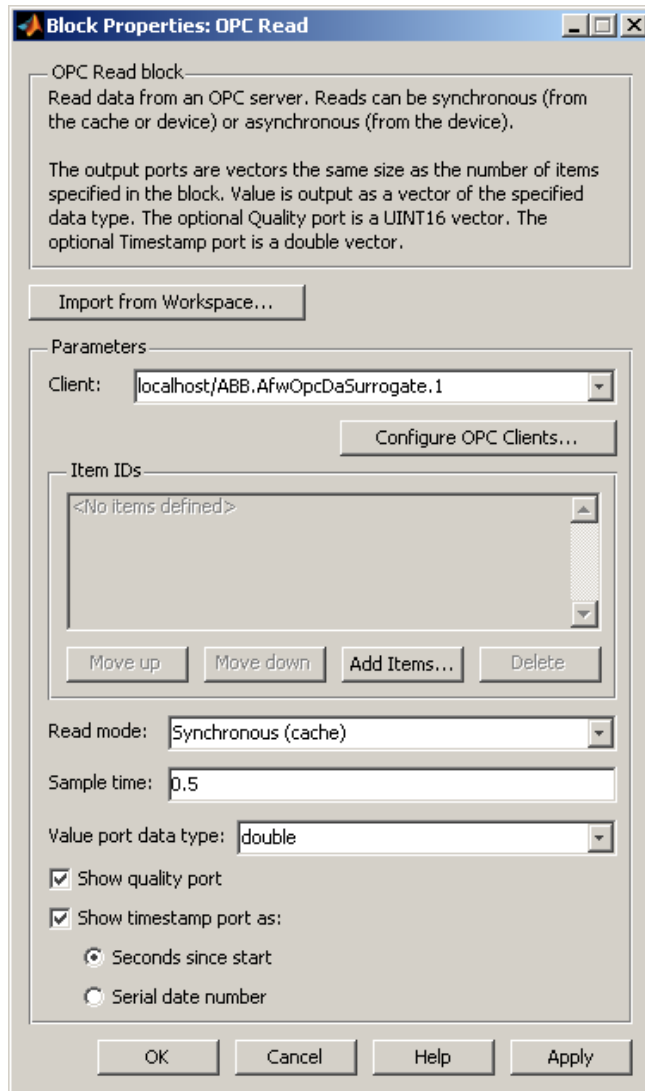 Block Properties: OPC Read
OPC Read block
Read data from an OPC server. Reads can be synchronous (from
the cache or device) or asynchronous (from the device).
The output ports are vectors the same size as the number of items
specified in the block. Value is output as a vector of the specified
data type. The optional Quality port is a UINT16 vector. The
optional Timestamp port is a double vector.
Import from Workspace...
Parameters
Client: localhost/ABB.AfwOpcDaSurrogate.1
Configure OPC Clients...
Item IDs
<No items defined>
Move up Move down Add Items... Delete
Read mode: Synchronous (cache)
Sample time: 0.5
Value port data type: double
Show quality port
Show timestamp port as:
Seconds since start
Serial date number
OK Cancel Help Apply